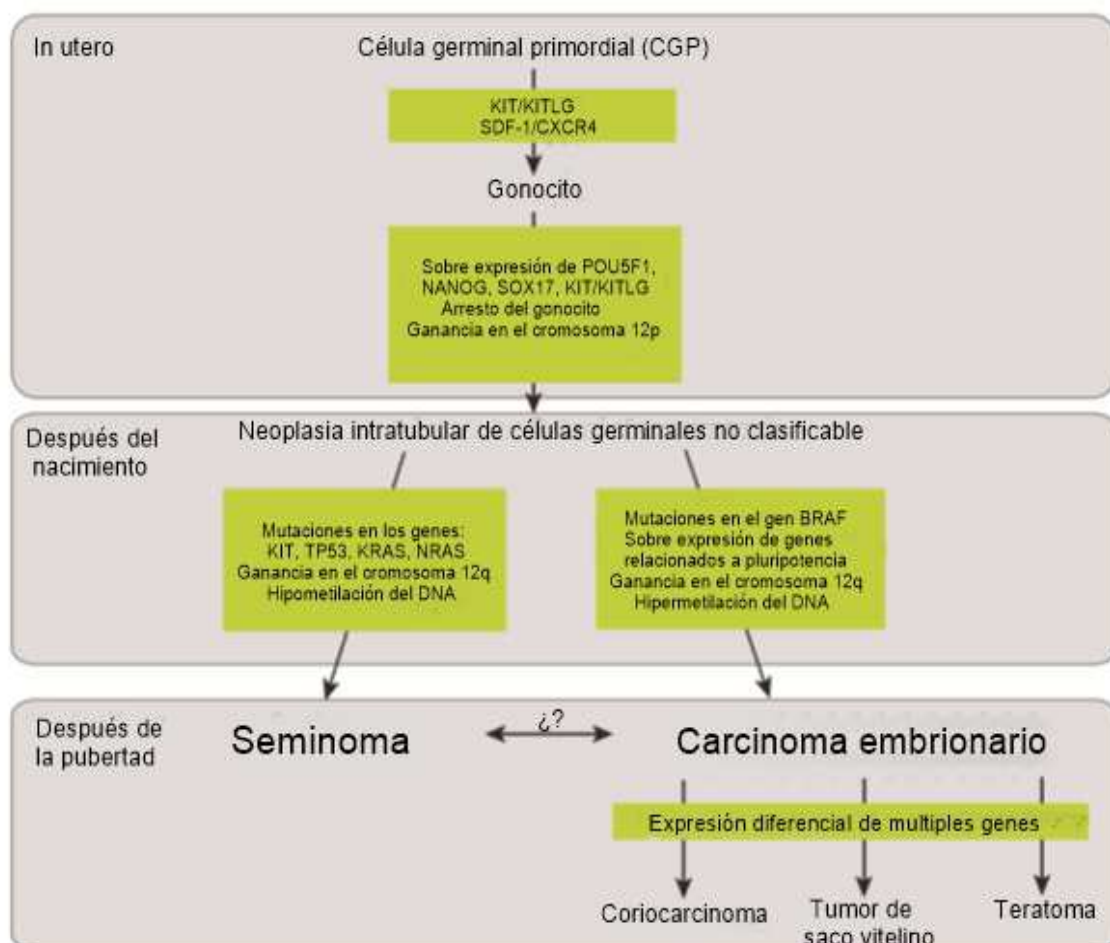 In utero
Célula germinal primordial (CGP)
KIT/KITLG
SDF-1/CXCR4
Gonocito
Sobre expresión de POU5F1,
NANOG, SOX17, KIT/KITLG
Arresto del gonocito
Ganancia en el cromosoma 12p
Después del
nacimiento
Neoplasia intratubular de células germinales no clasificable
Mutaciones en los genes:
KIT, TP53, KRAS, NRAS
Ganancia en el cromosoma 12q
Hipometilación del DNA
Mutaciones en el gen BRAF
Sobre expresión de genes
relacionados a pluripotencia
Ganancia en el cromosoma 12q
Hipermetilación del DNA
Después de
la pubertad
Seminoma
¿?
Carcinoma embrionario
Expresión diferencial de multiples genes
Coriocarcinoma
Tumor de
saco vitelino
Teratoma